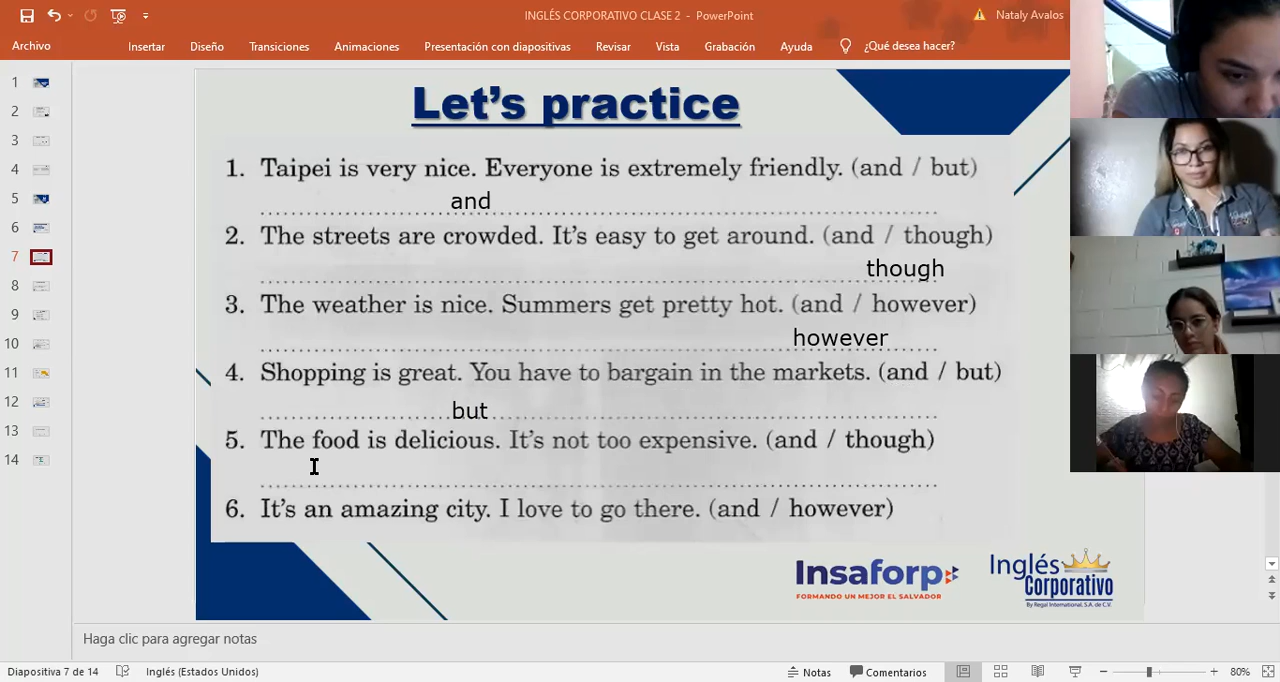 INGLÉS CORPORATIVO CLASE 2 - PowerPoint
Nataly Avalos
Archivo Insertar Diseño Transiciones Animaciones Presentación con diapositivas Revisar Vista Grabación Ayuda ¿Qué desea hacer?
1
2
3
4
5
6
7
8
9
10
11
12
13
14
Let's practice
1. Taipei is very nice. Everyone is extremely friendly. (and / but)
and
2. The streets are crowded. It's easy to get around. (and / though)
though
3. The weather is nice. Summers get pretty hot. (and / however)
however
4. Shopping is great. You have to bargain in the markets. (and / but)
but
5. The food is delicious. It's not too expensive. (and / though)
6. It's an amazing city. I love to go there. (and / however)
Insaforp
FORMANDO UN MEJOR EL SALVADOR
Inglés
Corporativo
By Regal International, S.A. de C.V.
Haga clic para agregar notas
Diapositiva 7 de 14 Inglés (Estados Unidos) Notas Comentarios 80%